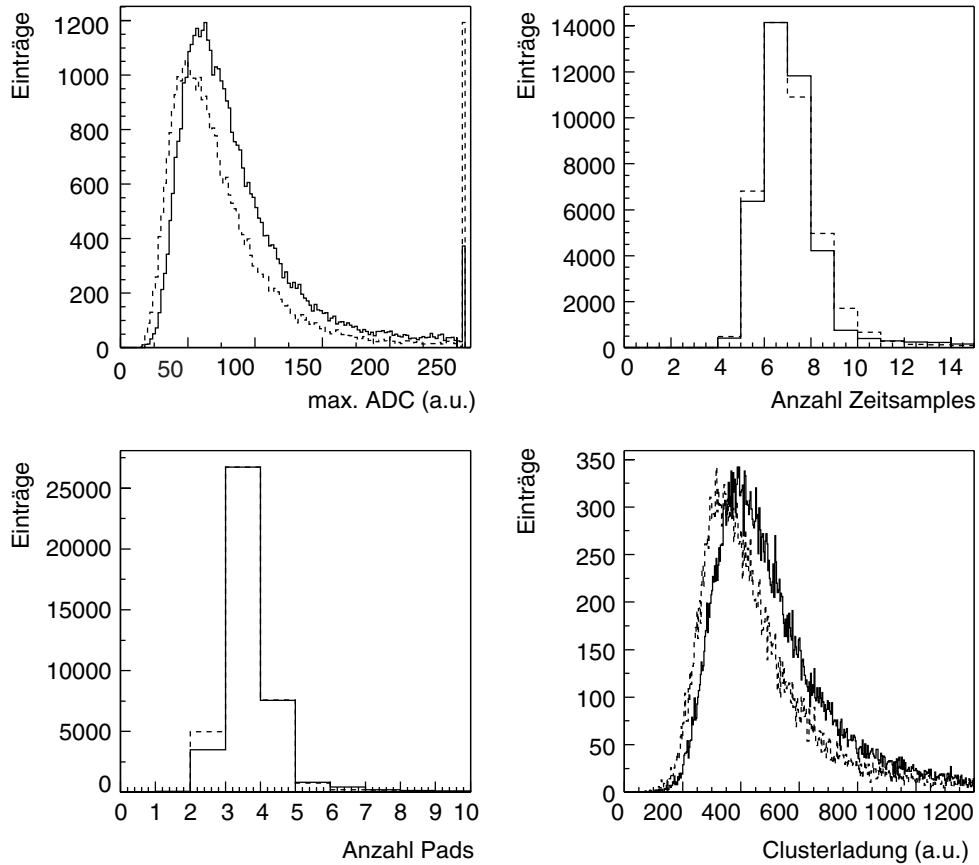 Einträge
1200
1000
800
600
400
200
0
0 50 100 150 200 250
max. ADC (a.u.)
Einträge
14000
12000
10000
8000
6000
4000
2000
0
0 2 4 6 8 10 12 14
Anzahl Zeitsamples
Einträge
25000
20000
15000
10000
5000
0
0 1 2 3 4 5 6 7 8 9 10
Anzahl Pads
Einträge
350
300
250
200
150
100
50
0
0 200 400 600 800 1000 1200
Clusterladung (a.u.)